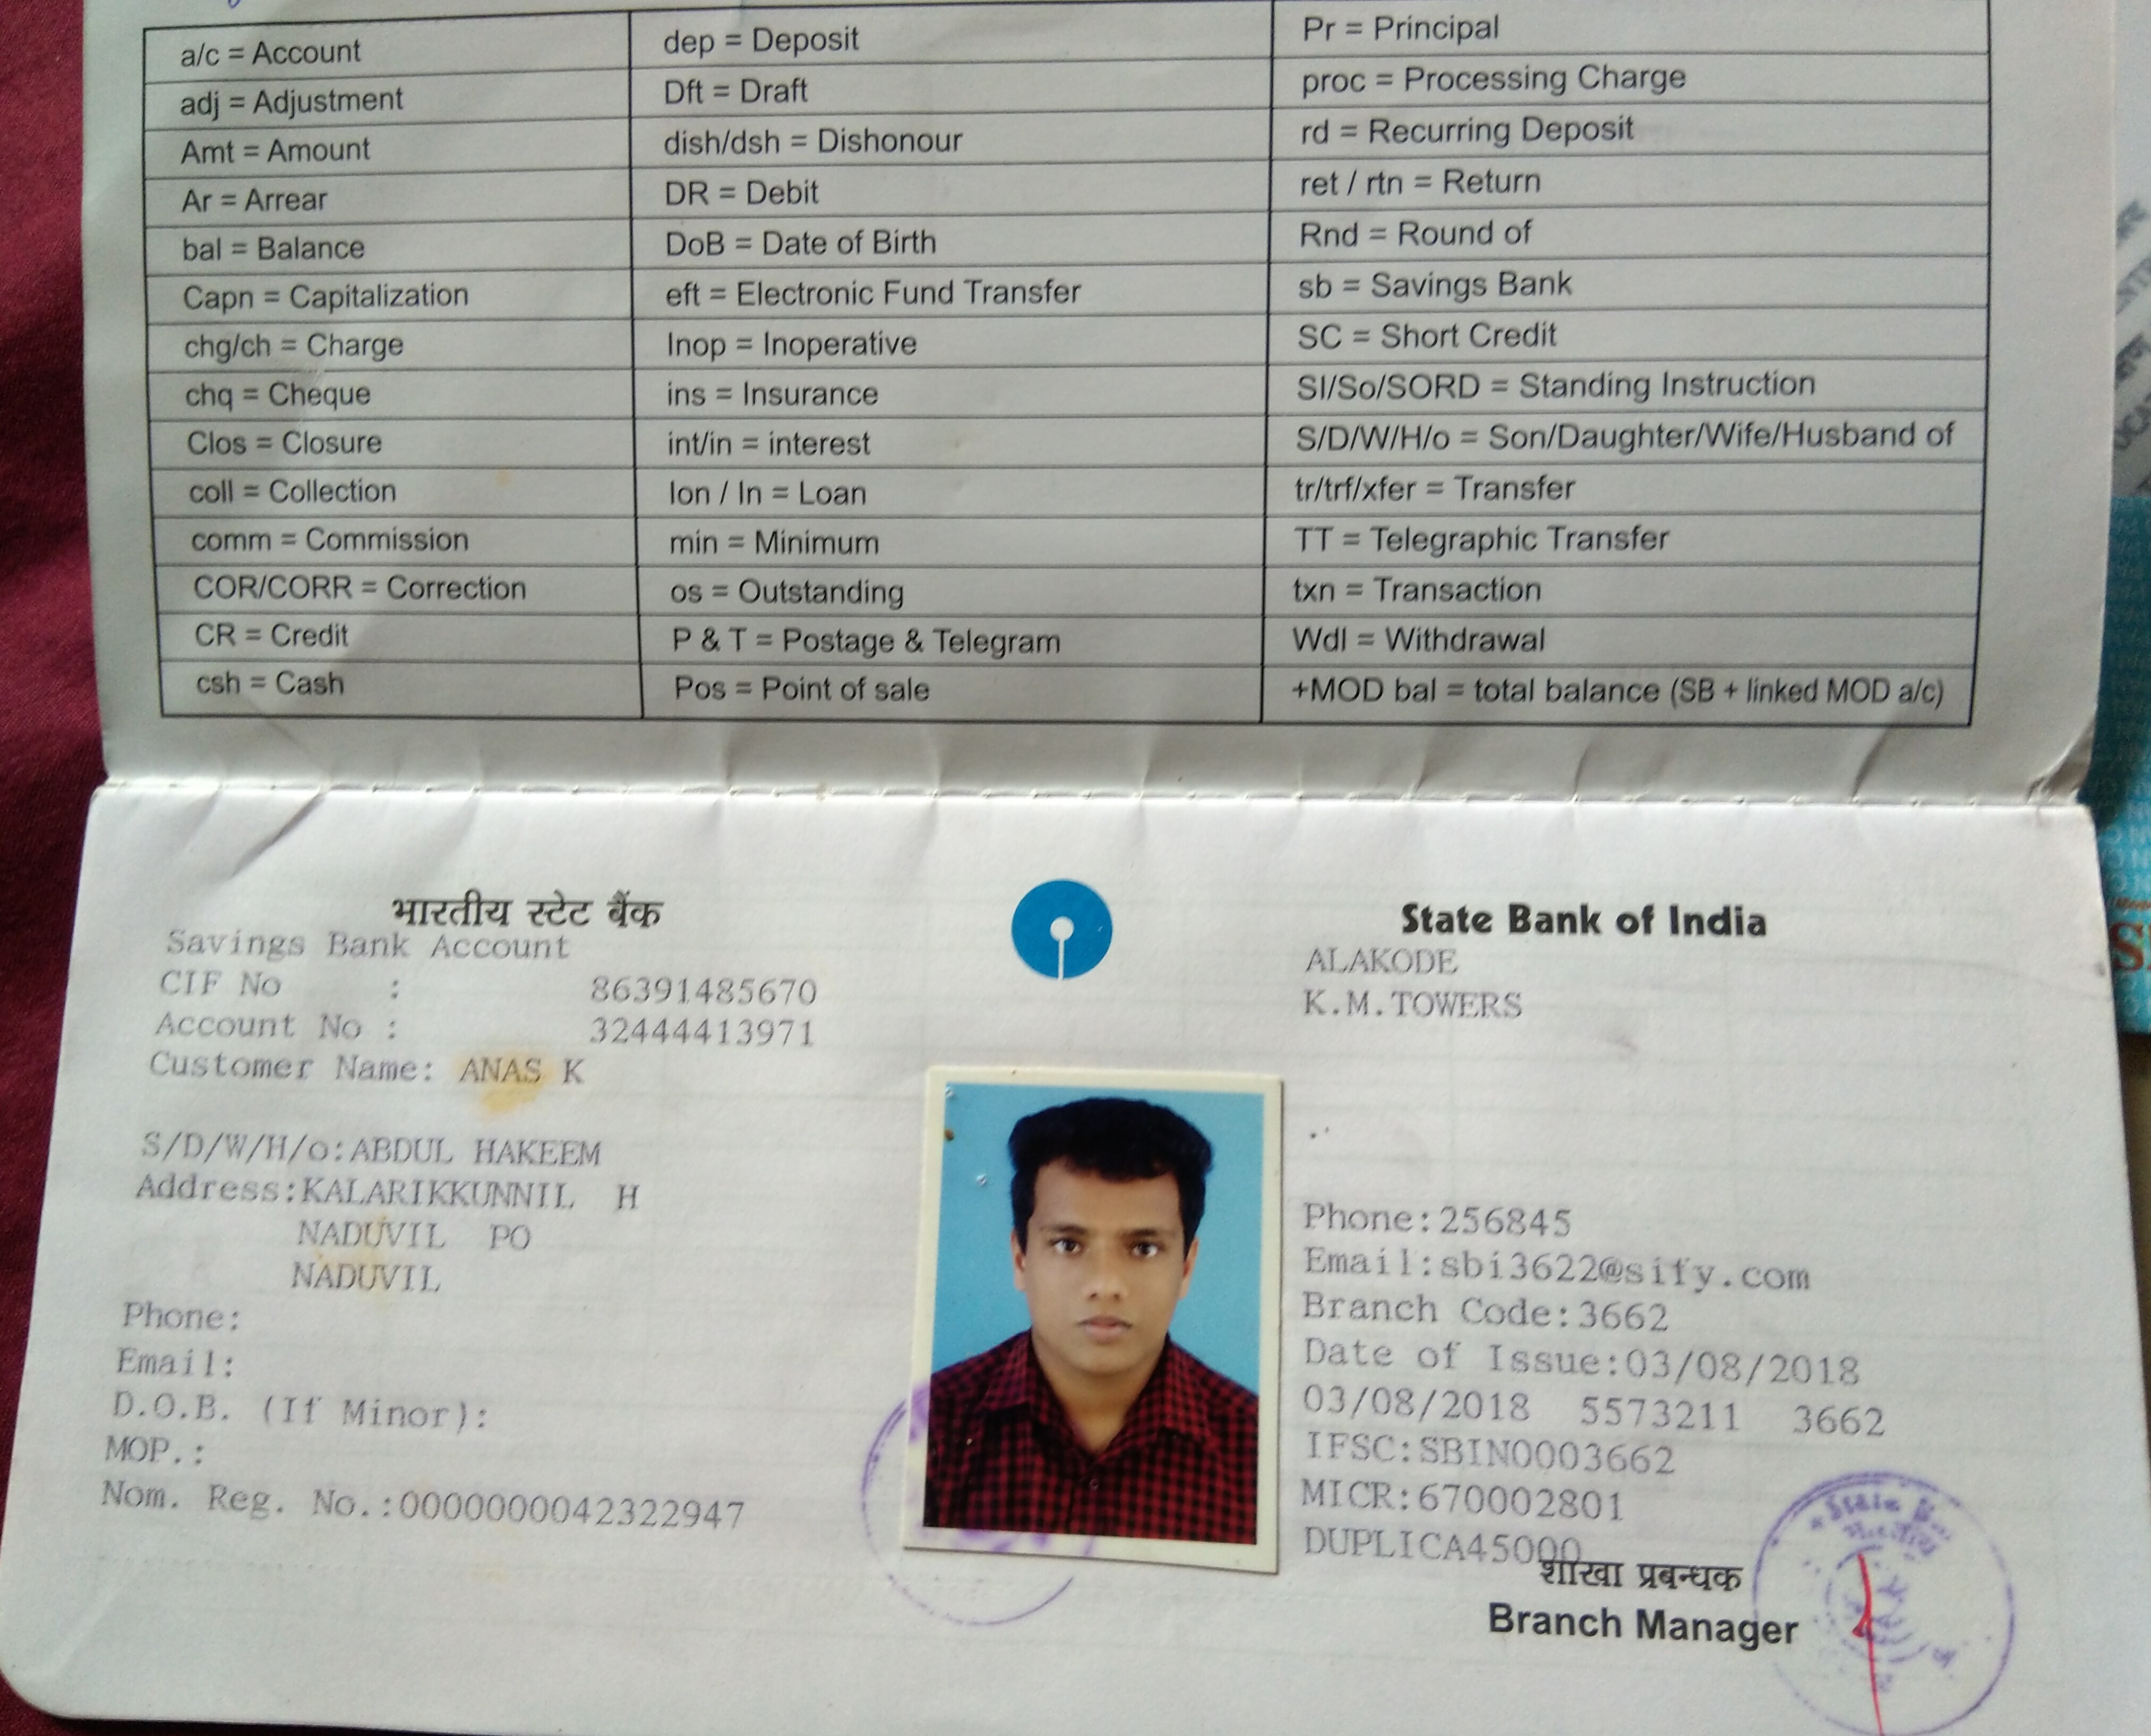 a/c = Account
adj = Adjustment
Amt = Amount
Ar = Arrear
bal = Balance
Capn = Capitalization
chg/ch = Charge
chq = Cheque
Clos = Closure
coll = Collection
comm = Commission
COR/CORR = Correction
CR = Credit
csh = Cash
dep = Deposit
Dft = Draft
dish/dsh = Dishonour
DR = Debit
DoB = Date of Birth
eft = Electronic Fund Transfer
Inop = Inoperative
ins = Insurance
int/in = interest
lon / ln = Loan
min = Minimum
os = Outstanding
P & T = Postage & Telegram
Pos = Point of sale
Pr = Principal
proc = Processing Charge
rd = Recurring Deposit
ret / rtn = Return
Rnd = Round of
sb = Savings Bank
SC = Short Credit
SI/So/SORD = Standing Instruction
S/D/W/H/o = Son/Daughter/Wife/Husband of
tr/trf/xfer = Transfer
TT = Telegraphic Transfer
txn = Transaction
Wdl = Withdrawal
+MOD bal = total balance (SB + linked MOD a/c)
भारतीय स्टेट बैंक
Savings Bank Account
CIF No : 86391485670
Account No : 32444413971
Customer Name: ANAS K
S/D/W/H/o:ABDUL HAKEEM
Address:KALARIKKUNNIL H
NADUVIL PO
NADUVIL
Phone:
Email:
D.O.B. (If Minor):
MOP.:
Nom. Reg. No.:0000000042322947
State Bank of India
ALAKODE
K.M.TOWERS
Phone:256845
Email:sbi3622@sify.com
Branch Code:3662
Date of Issue:03/08/2018
03/08/2018 5573211 3662
IFSC:SBIN0003662
MICR:670002801
DUPLICA45000
शाखा प्रबन्धक
Branch Manager
State